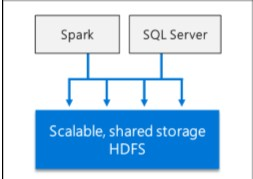 Spark
SQL Server
Scalable, shared storage
HDFS